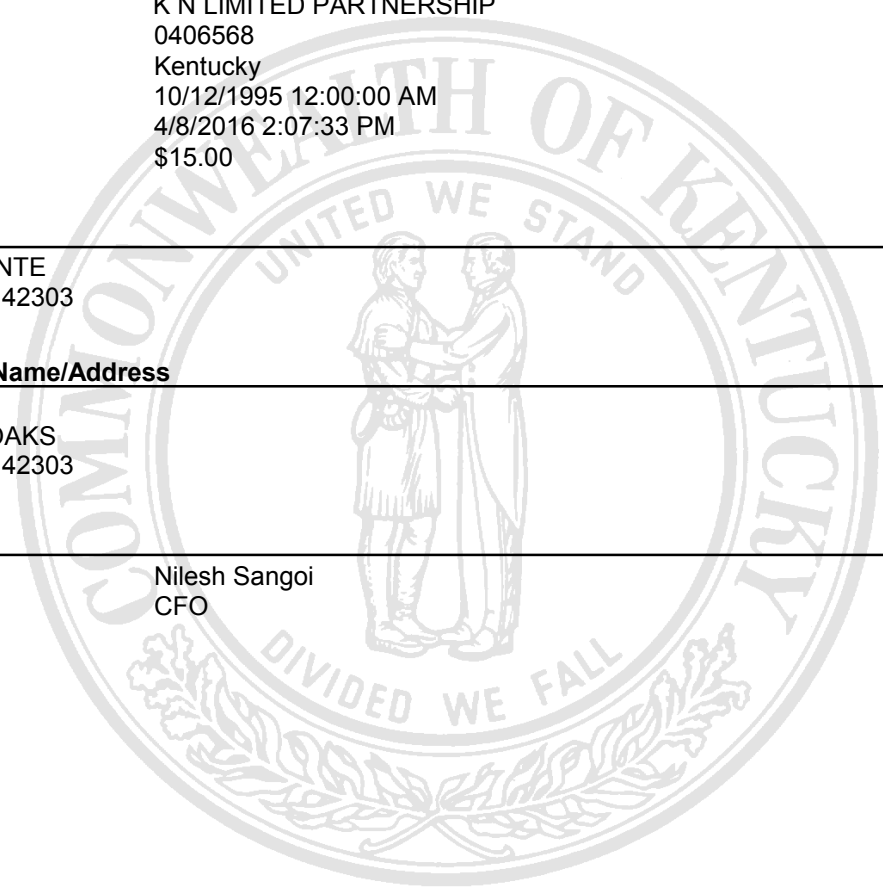 K N LIMITED PARTNERSHIP
0406568
Kentucky
10/12/1995 12:00:00 AM
4/8/2016 2:07:33 PM
$15.00
COMMONWEALTH OF KENTUCKY
UNITED WE STAND
NTE
42303
Name/Address
OAKS
42303
Nilesh Sangoi
CFO
DIVIDED WE FALL